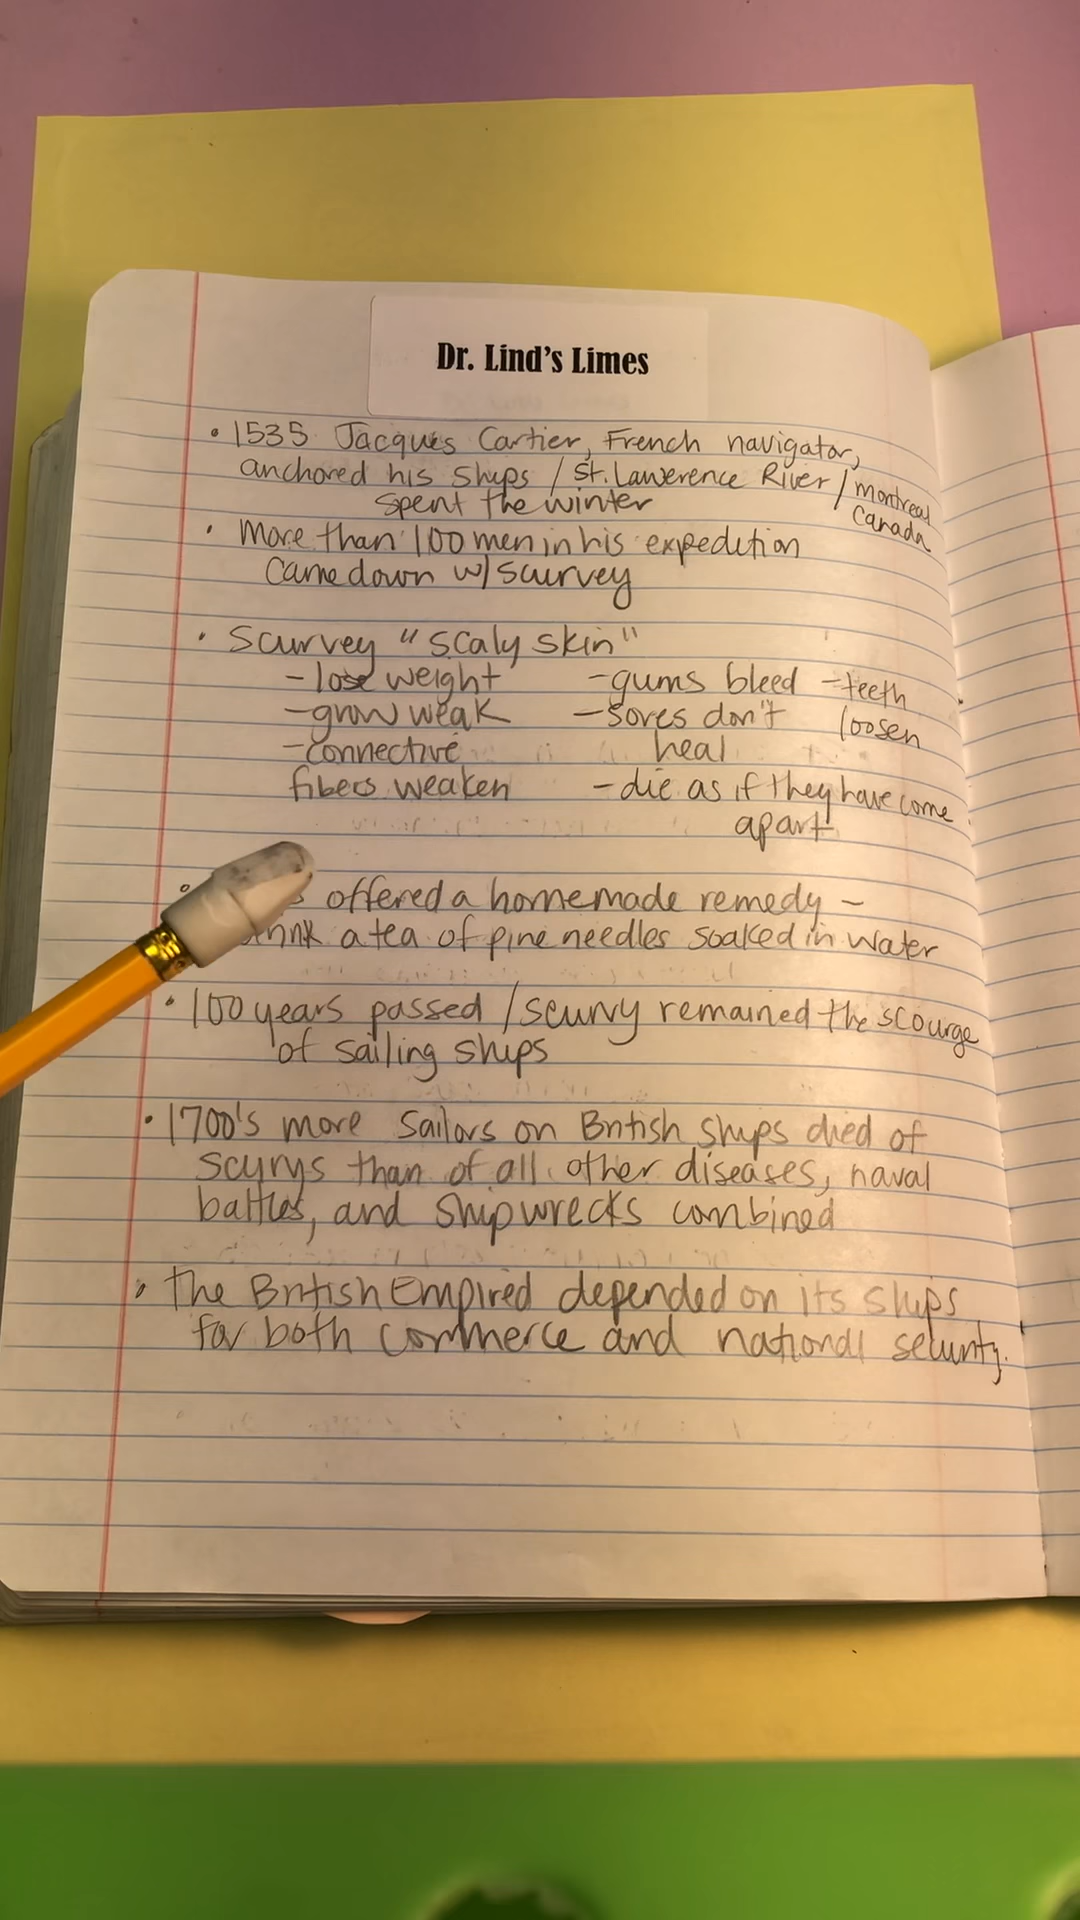 Dr. Lind's Limes
• 1535 Jacques Cartier, French navigator,
anchored his ships / St. Lawerence River / montreal
Canada
spent the winter
• more than 100 men in his expedition
came down w/ scurvey
• Scurvey "scaly skin"
- lose weight - gums bleed - teeth
- grow weak - sores don't loosen
- connective heal
fibers weaken - die as if they have come
apart
offered a homemade remedy -
drink a tea of pine needles soaked in water
• 100 years passed / scurvy remained the scourge
of sailing ships
• 1700's more sailors on British ships died of
scyrys than of all other diseases, naval
battles, and shipwrecks combined
• The British Empired depended on its ships
for both commerce and national security.